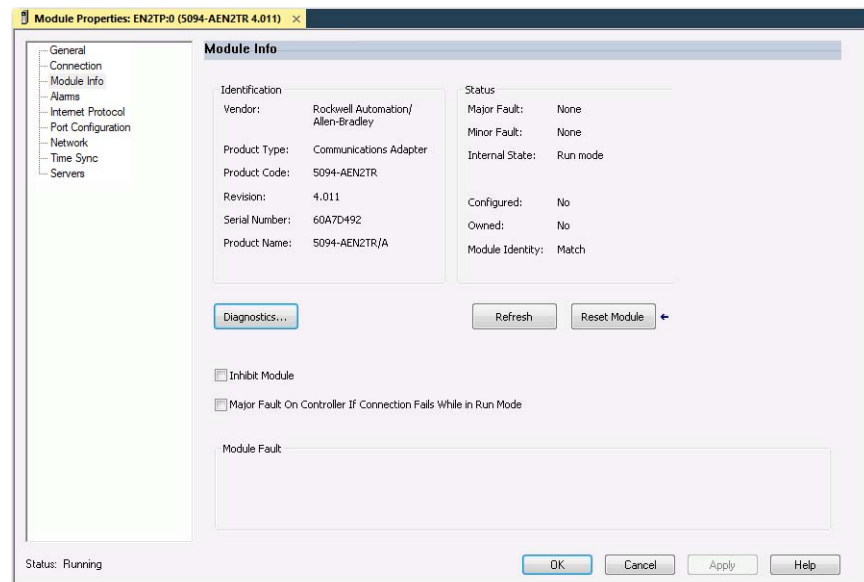 Module Properties: EN2TP:0 (5094-AEN2TR 4.011) ×
General
Connection
Module Info
Alarms
Internet Protocol
Port Configuration
Network
Time Sync
Servers
Module Info
Identification
Vendor: Rockwell Automation/
Allen-Bradley
Product Type: Communications Adapter
Product Code: 5094-AEN2TR
Revision: 4.011
Serial Number: 60A7D492
Product Name: 5094-AEN2TR/A
Status
Major Fault: None
Minor Fault: None
Internal State: Run mode
Configured: No
Owned: No
Module Identity: Match
Diagnostics...
Refresh
Reset Module
Inhibit Module
Major Fault On Controller If Connection Fails While in Run Mode
Module Fault
Status: Running
OK
Cancel
Apply
Help